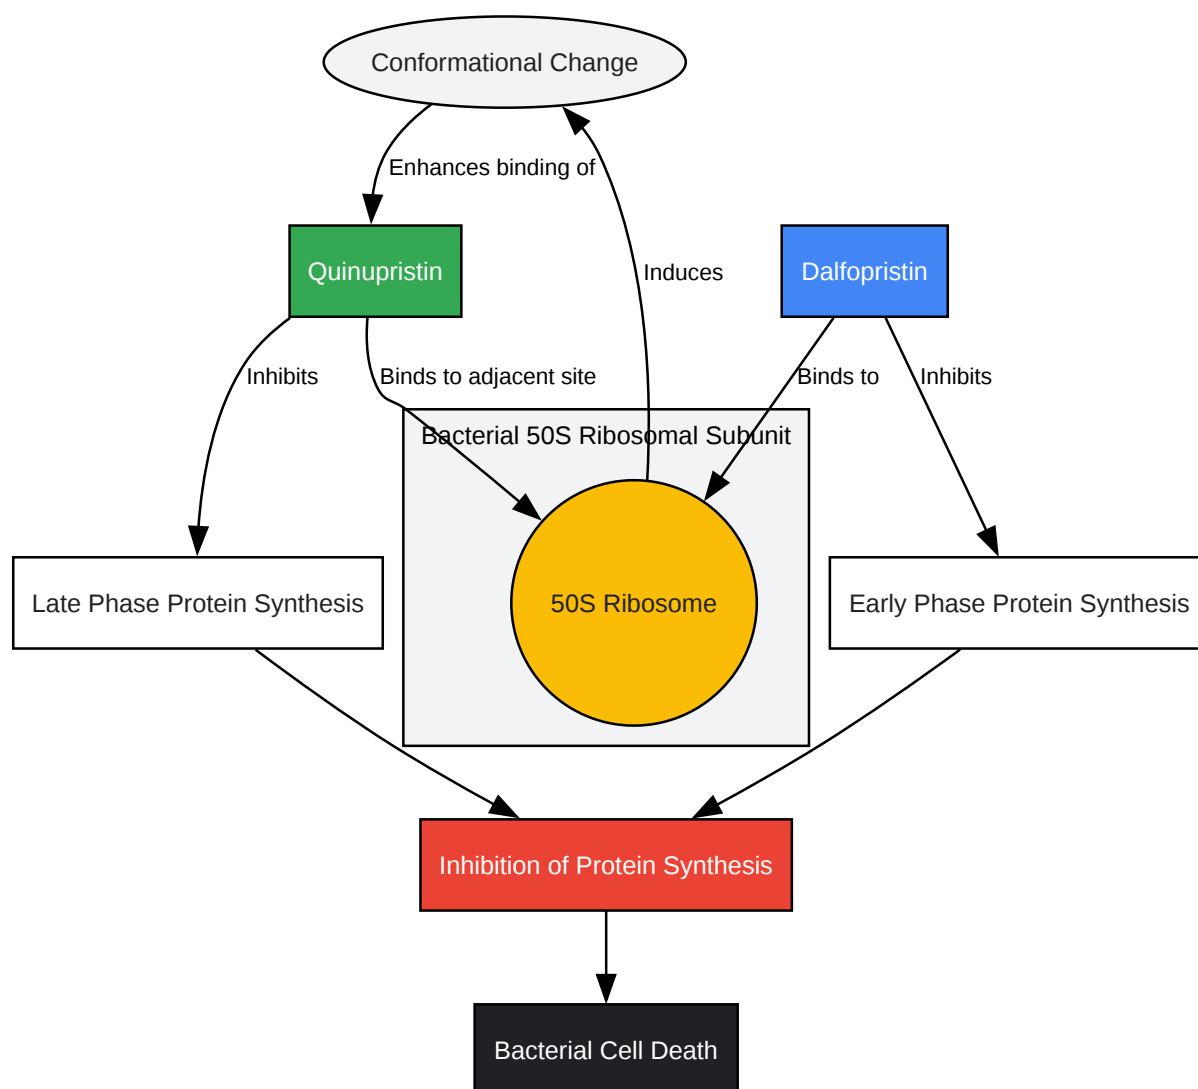 Conformational Change
Enhances binding of
Quinupristin
Induces
Dalfopristin
Inhibits
Binds to adjacent site
Binds to
Inhibits
Bacterial 50S Ribosomal Subunit
Late Phase Protein Synthesis
50S Ribosome
Early Phase Protein Synthesis
Inhibition of Protein Synthesis
Bacterial Cell Death